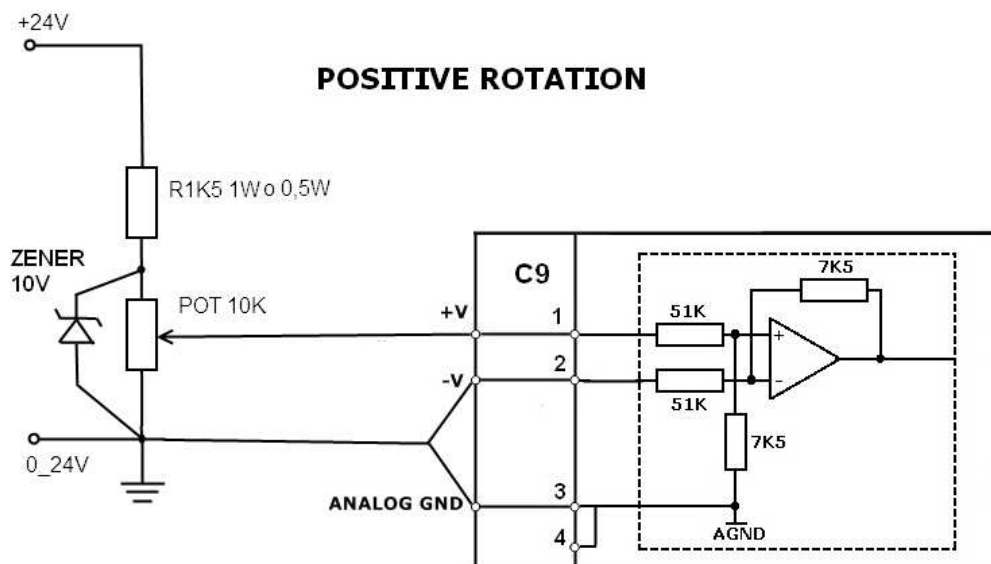 +24V
POSITIVE ROTATION
R1K5 1W o 0,5W
ZENER
10V
POT 10K
C9
7K5
51K
+V
1
+
2
-V
-
51K
7K5
0_24V
ANALOG GND
3
AGND
4